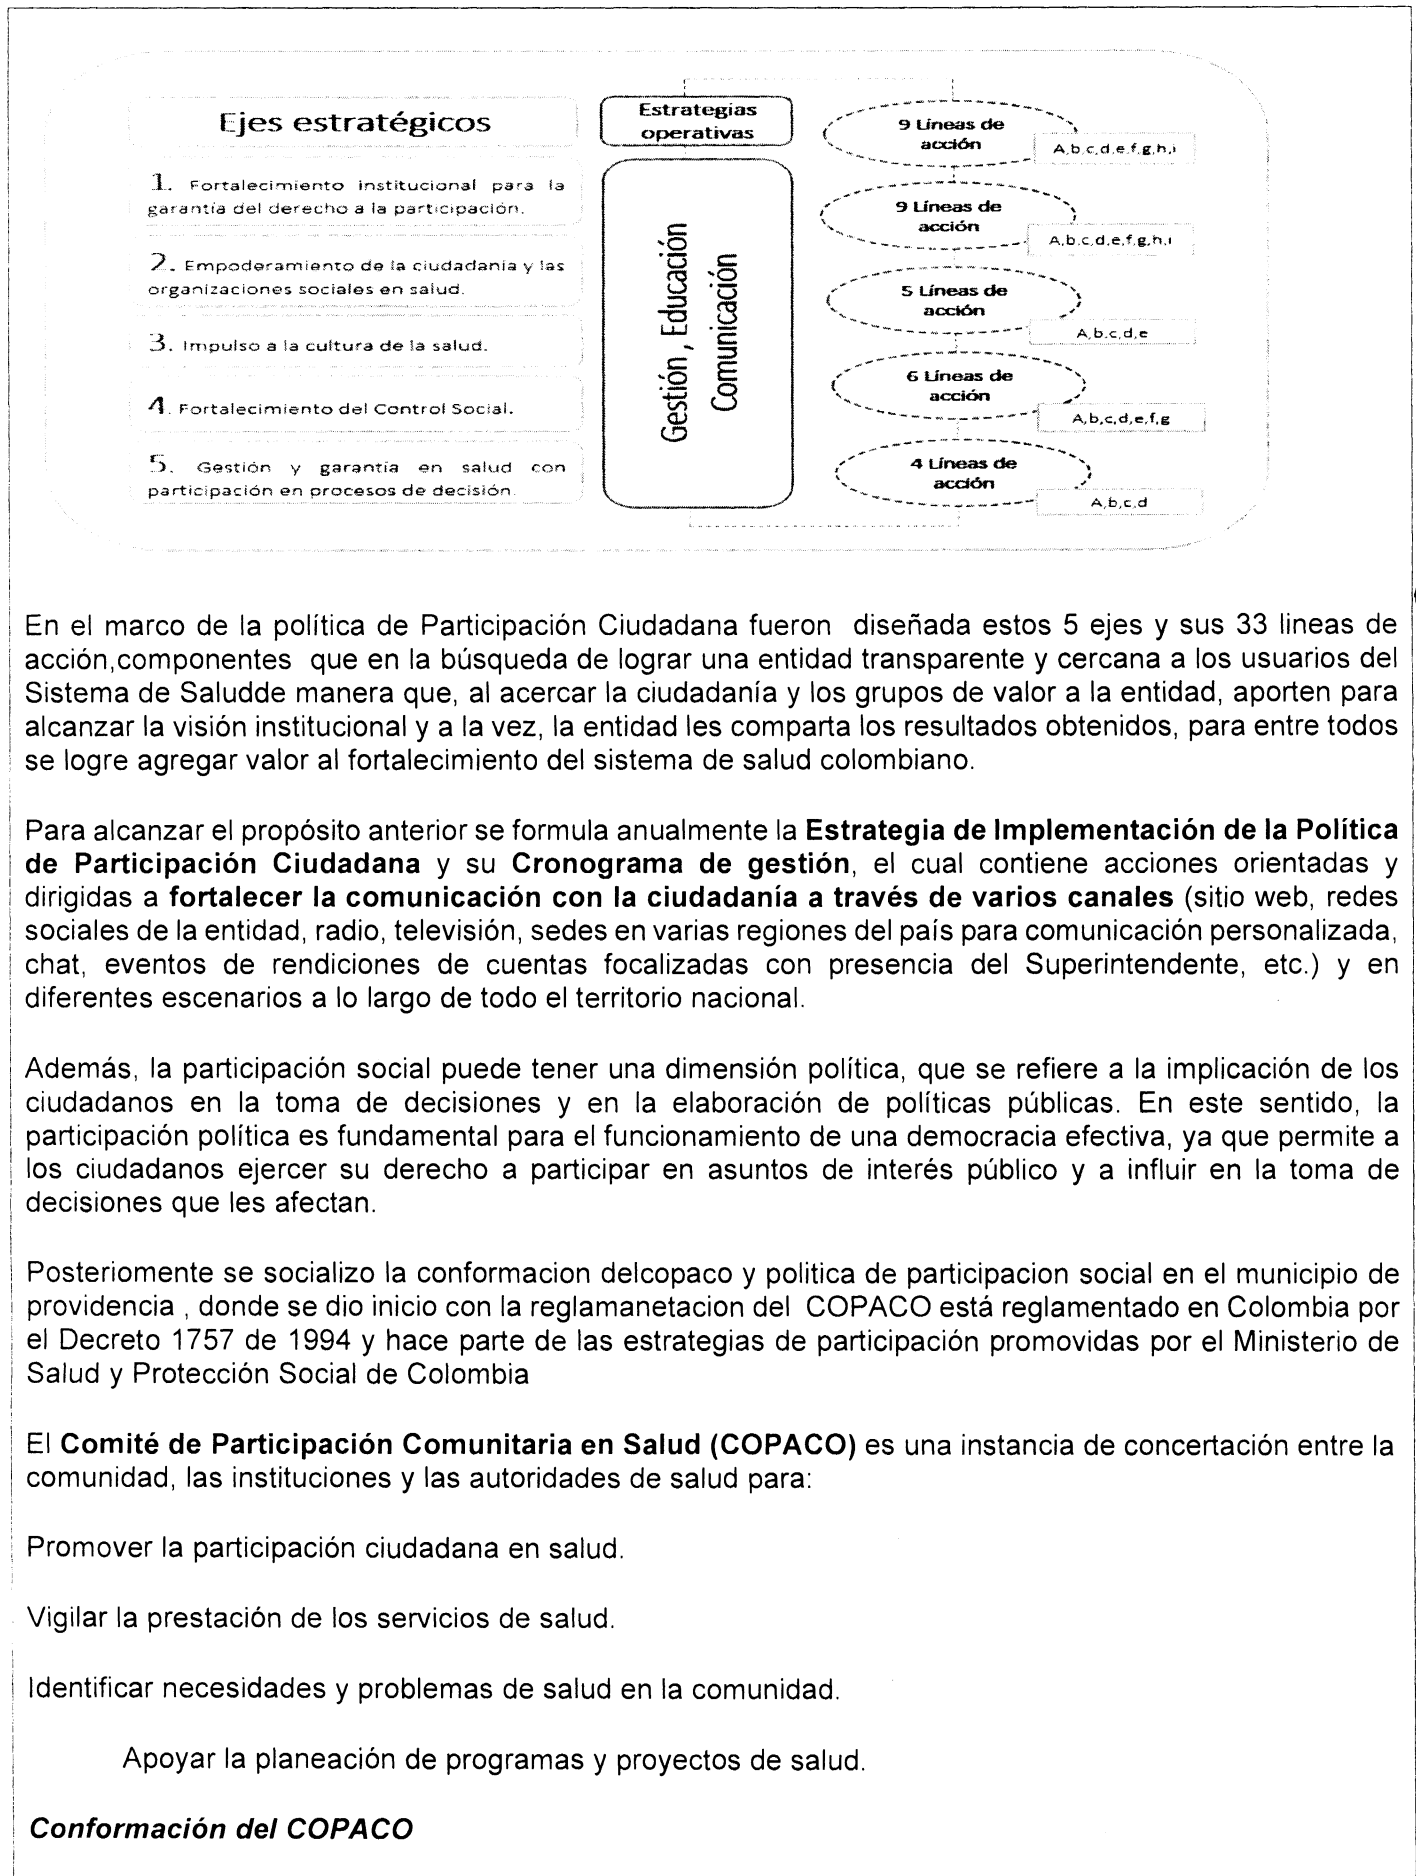 Ejes estratégicos
1. Fortalecimiento institucional para la
garantía del derecho a la participación.
2. Empoderamiento de la ciudadanía y las
organizaciones sociales en salud.
3. Impulso a la cultura de la salud.
4. Fortalecimiento del Control Social.
5. Gestión y garantía en salud con
participación en procesos de decisión.
Estrategias
operativas
Gestión , Educación
Comunicación
9 Líneas de
acción
A,b,c,d,e,f,g,h,i
9 Líneas de
acción
A,b,c,d,e,f,g,h,i
5 Líneas de
acción
A,b,c,d,e
6 Líneas de
acción
A,b,c,d,e,f,g
4 Líneas de
acción
A,b,c,d
En el marco de la política de Participación Ciudadana fueron diseñada estos 5 ejes y sus 33 lineas de
acción,componentes que en la búsqueda de lograr una entidad transparente y cercana a los usuarios del
Sistema de Saludde manera que, al acercar la ciudadanía y los grupos de valor a la entidad, aporten para
alcanzar la visión institucional y a la vez, la entidad les comparta los resultados obtenidos, para entre todos
se logre agregar valor al fortalecimiento del sistema de salud colombiano.
Para alcanzar el propósito anterior se formula anualmente la Estrategia de Implementación de la Política
de Participación Ciudadana y su Cronograma de gestión, el cual contiene acciones orientadas y
dirigidas a fortalecer la comunicación con la ciudadanía a través de varios canales (sitio web, redes
sociales de la entidad, radio, televisión, sedes en varias regiones del país para comunicación personalizada,
chat, eventos de rendiciones de cuentas focalizadas con presencia del Superintendente, etc.) y en
diferentes escenarios a lo largo de todo el territorio nacional.
Además, la participación social puede tener una dimensión política, que se refiere a la implicación de los
ciudadanos en la toma de decisiones y en la elaboración de políticas públicas. En este sentido, la
participación política es fundamental para el funcionamiento de una democracia efectiva, ya que permite a
los ciudadanos ejercer su derecho a participar en asuntos de interés público y a influir en la toma de
decisiones que les afectan.
Posteriomente se socializo la conformacion delcopaco y politica de participacion social en el municipio de
providencia , donde se dio inicio con la reglamanetacion del COPACO está reglamentado en Colombia por
el Decreto 1757 de 1994 y hace parte de las estrategias de participación promovidas por el Ministerio de
Salud y Protección Social de Colombia
El Comité de Participación Comunitaria en Salud (COPACO) es una instancia de concertación entre la
comunidad, las instituciones y las autoridades de salud para:
Promover la participación ciudadana en salud.
Vigilar la prestación de los servicios de salud.
Identificar necesidades y problemas de salud en la comunidad.
Apoyar la planeación de programas y proyectos de salud.
Conformación del COPACO